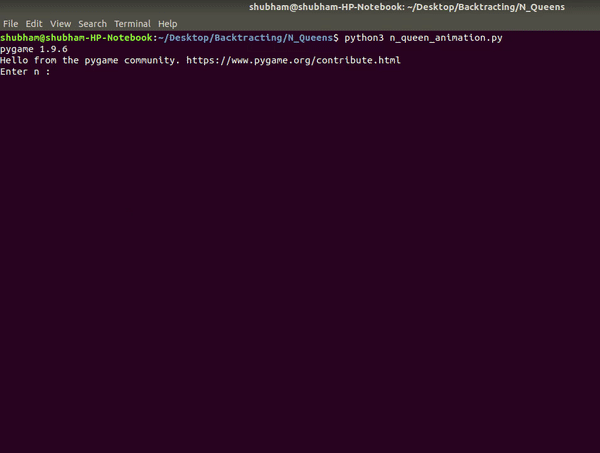 shubham@shubham-HP-Notebook: ~/Desktop/Backtracting/N_Queens
File Edit View Search Terminal Help
shubham@shubham-HP-Notebook:~/Desktop/Backtracting/N_Queens$ python3 n_queen_animation.py
pygame 1.9.6
Hello from the pygame community. https://www.pygame.org/contribute.html
Enter n :